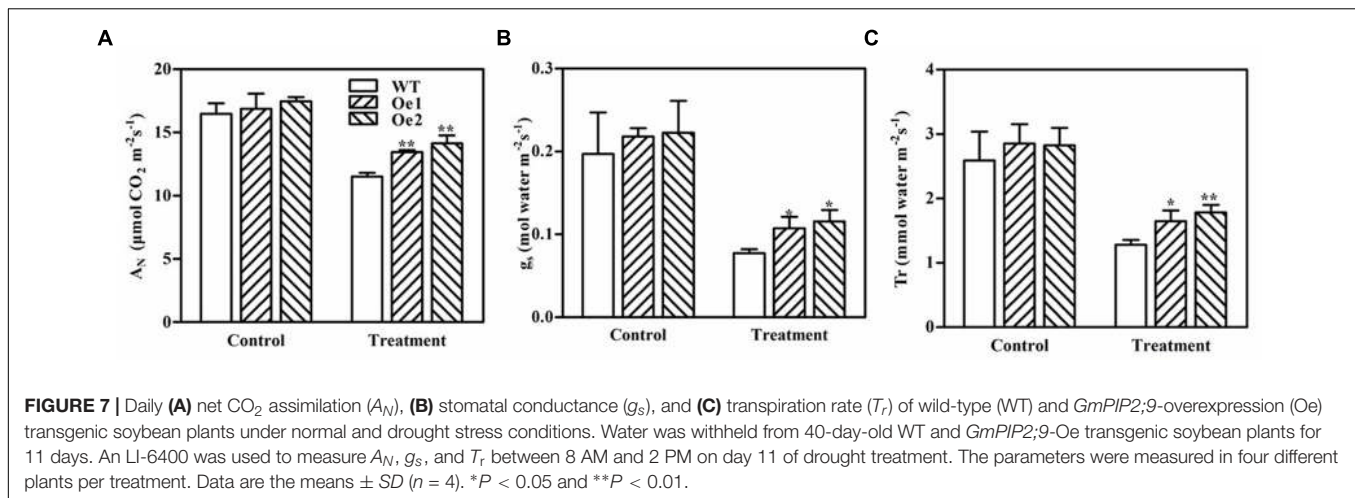 A
B
C
20
15
10
5
0
A_N (μmol CO₂ m⁻²s⁻¹)
WT
Oe1
Oe2
** **
Control Treatment
0.3
0.2
0.1
0.0
g_s (mol water m⁻²s⁻¹)
* *
Control Treatment
4
3
2
1
0
Tr (mmol water m⁻²s⁻¹)
* **
Control Treatment
FIGURE 7 | Daily (A) net CO₂ assimilation (A_N), (B) stomatal conductance (g_s), and (C) transpiration rate (T_r) of wild-type (WT) and GmPIP2;9-overexpression (Oe)
transgenic soybean plants under normal and drought stress conditions. Water was withheld from 40-day-old WT and GmPIP2;9-Oe transgenic soybean plants for
11 days. An LI-6400 was used to measure A_N, g_s, and T_r between 8 AM and 2 PM on day 11 of drought treatment. The parameters were measured in four different
plants per treatment. Data are the means ± SD (n = 4). *P < 0.05 and **P < 0.01.